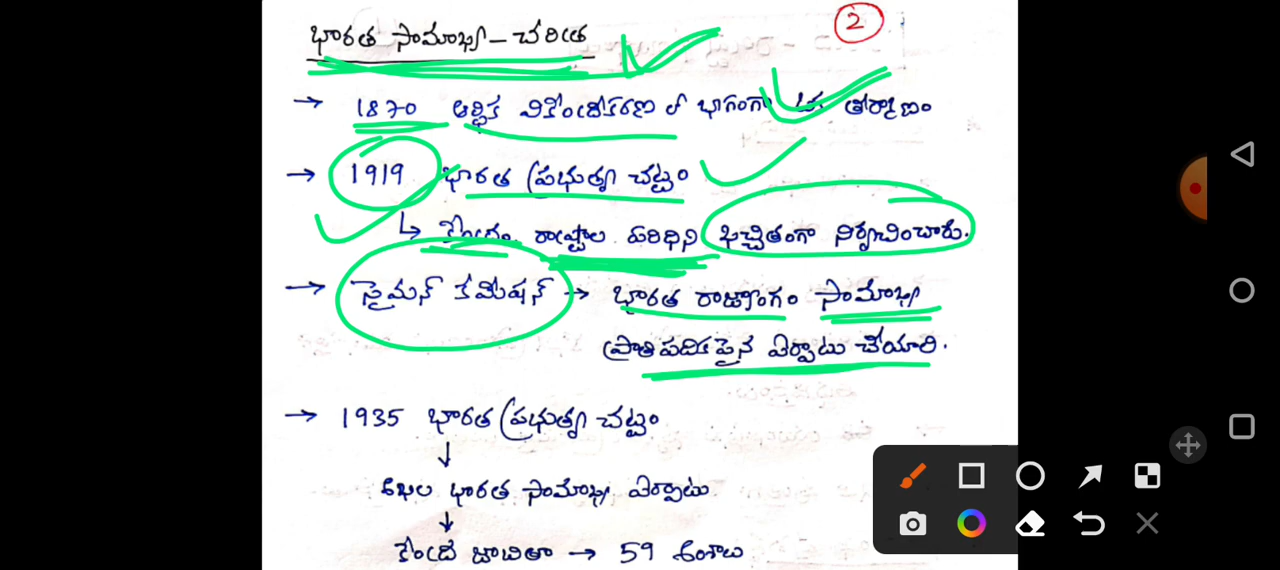 భారత సామాఖ్య - చరిత్ర
2
→ 1870 ఆర్థిక వికేంద్రీకరణ లో భాగంగా తీర్మాణం
→ 1919 భారత ప్రభుత్వ చట్టం
↳ కేంద్రం, రాష్ట్రాల పరిధిని ఖచ్చితంగా నిర్వచించారు.
→ సైమన్ కమీషన్ → భారత రాజ్యాంగం సామాఖ్య
ప్రాతిపదికపైన ఏర్పాటు చేయాలి.
→ 1935 భారత ప్రభుత్వ చట్టం
↓
అఖిల భారత సామాఖ్య ఏర్పాటు
↓
కేంద్ర జాబితా → 59 అంశాలు